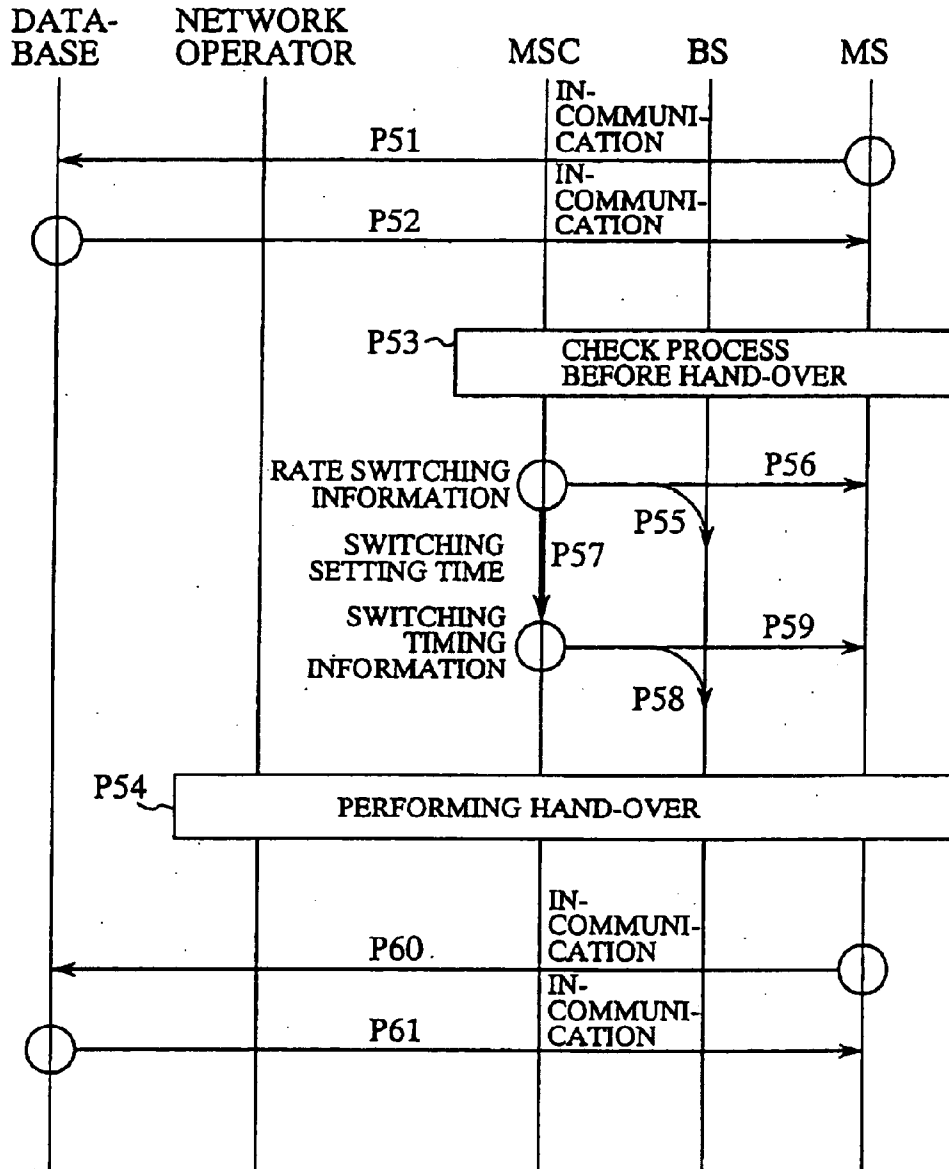 DATA-
BASE
NETWORK
OPERATOR
MSC
BS
MS
IN-
COMMUNI-
CATION
P51
IN-
COMMUNI-
CATION
P52
P53
CHECK PROCESS
BEFORE HAND-OVER
RATE SWITCHING
INFORMATION
P56
P55
SWITCHING
SETTING TIME
P57
SWITCHING
TIMING
INFORMATION
P59
P58
P54
PERFORMING HAND-OVER
IN-
COMMUNI-
CATION
P60
IN-
COMMUNI-
CATION
P61